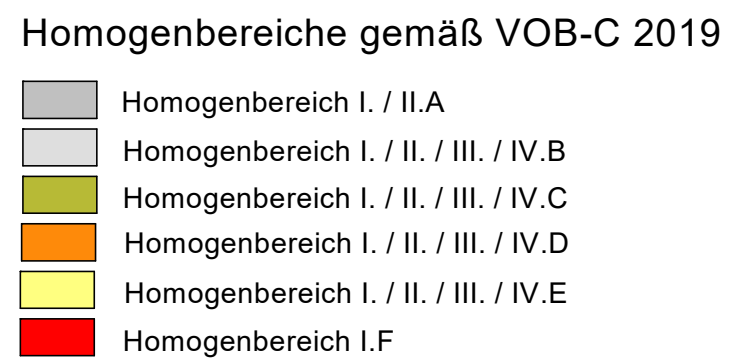 Homogenbereiche gemäß VOB-C 2019
Homogenbereich I. / II.A
Homogenbereich I. / II. / III. / IV.B
Homogenbereich I. / II. / III. / IV.C
Homogenbereich I. / II. / III. / IV.D
Homogenbereich I. / II. / III. / IV.E
Homogenbereich I.F